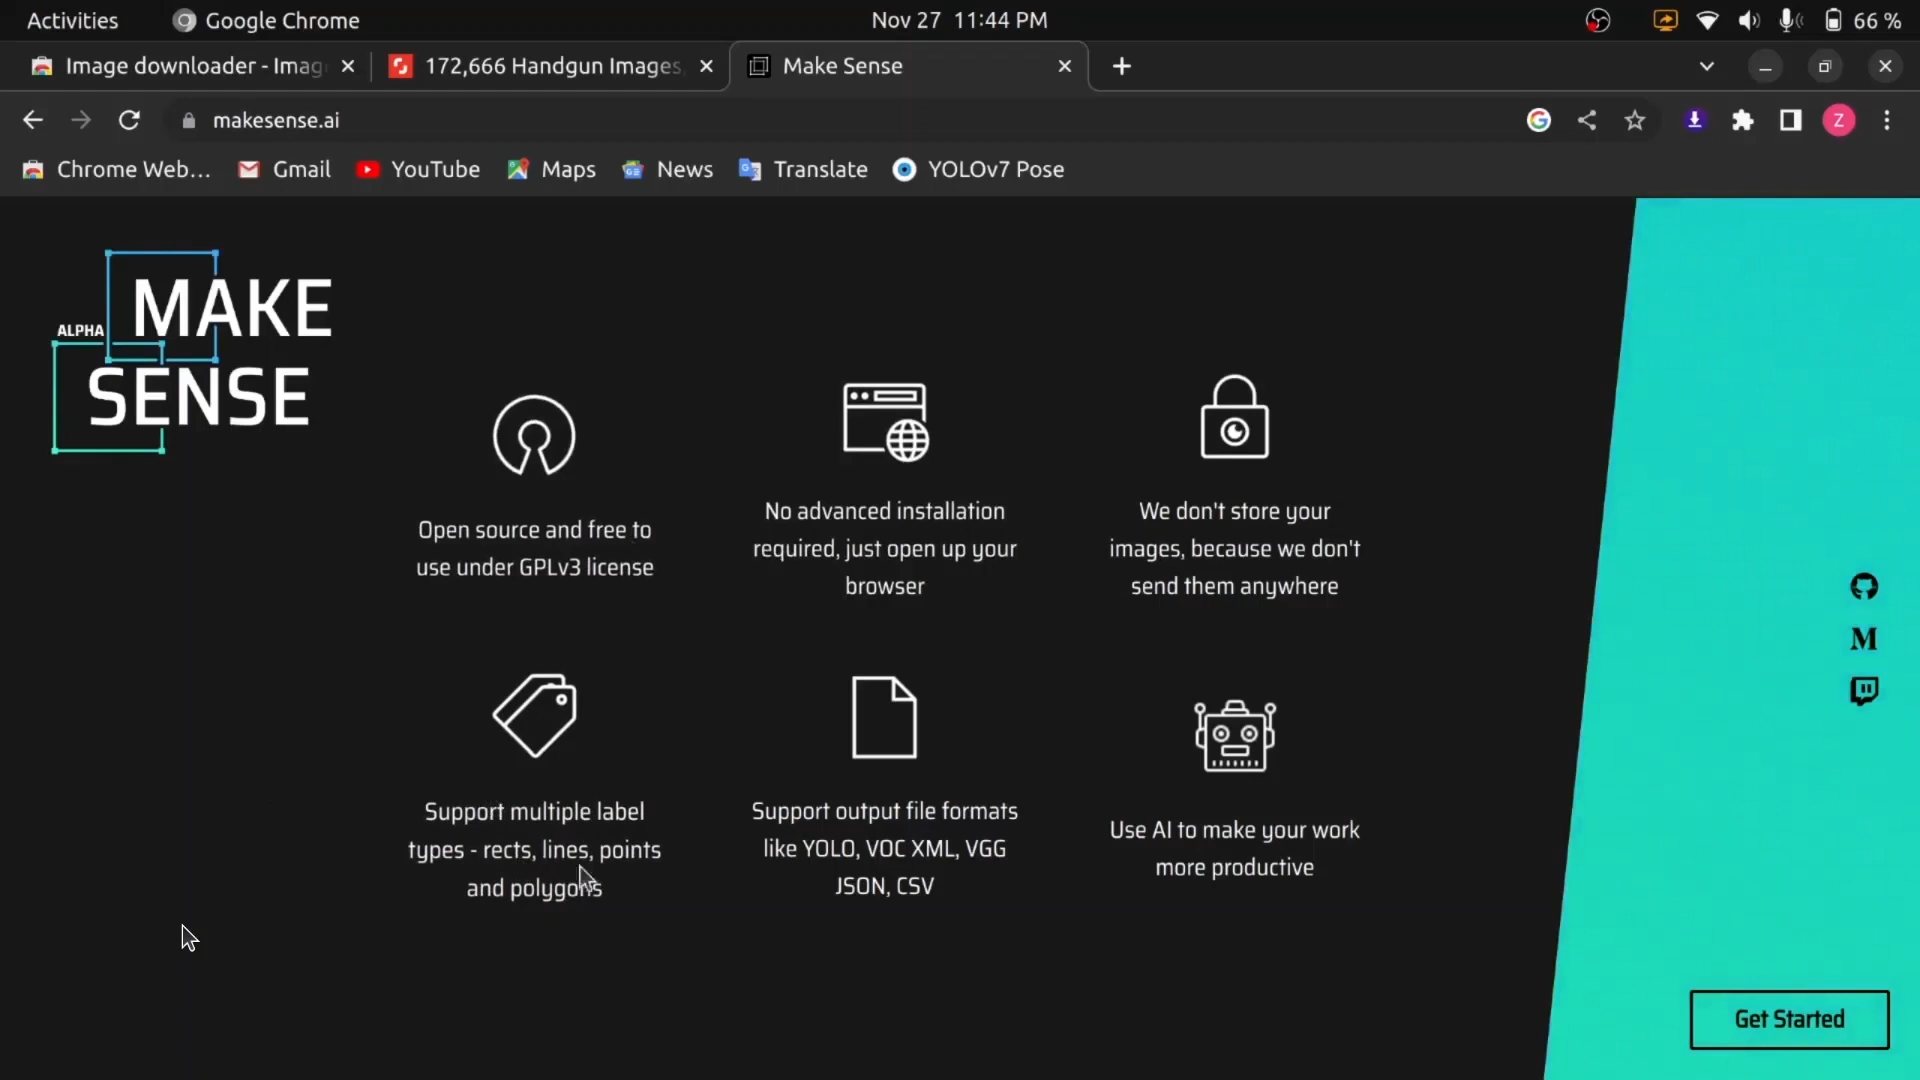 Activities
Google Chrome
Nov 27 11:44 PM
66 %
Image downloader - Imag
172,666 Handgun Images,
Make Sense
makesense.ai
Z
Chrome Web...
Gmail
YouTube
Maps
News
Translate
YOLOv7 Pose
ALPHA
MAKE
SENSE
Open source and free to
use under GPLv3 license
No advanced installation
required, just open up your
browser
We don't store your
images, because we don't
send them anywhere
Support multiple label
types - rects, lines, points
and polygons
Support output file formats
like YOLO, VOC XML, VGG
JSON, CSV
Use AI to make your work
more productive
M
Get Started